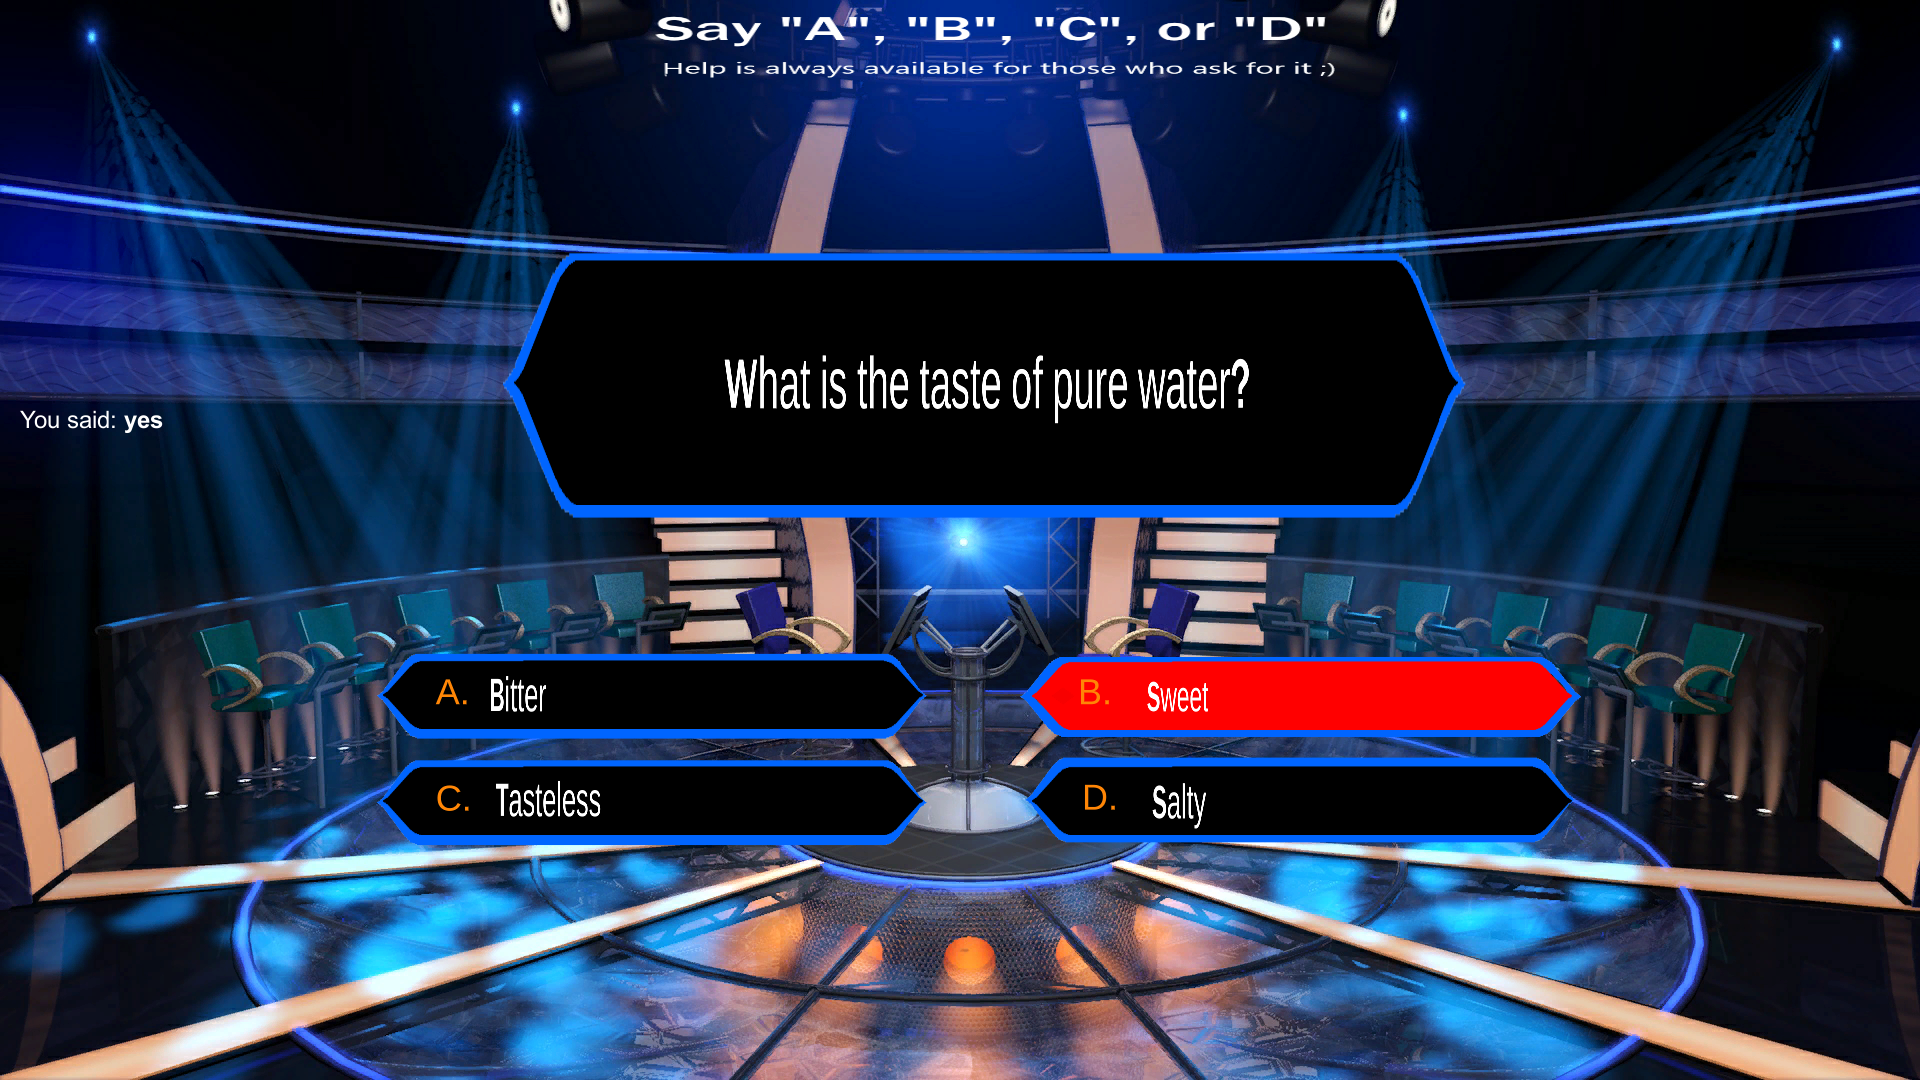 Say "A", "B", "C", or "D"
Help is always available for those who ask for it ;)
What is the taste of pure water?
You said: yes
A. Bitter
B. Sweet
C. Tasteless
D. Salty